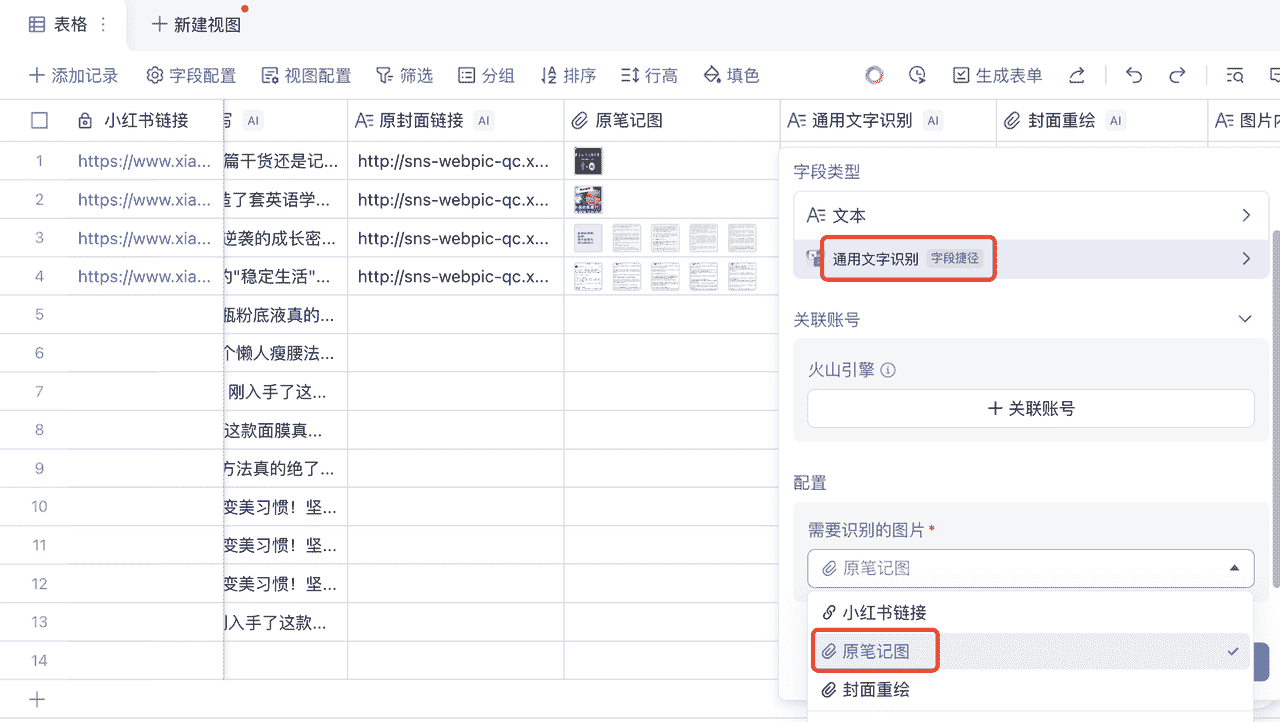 表格
新建视图
添加记录 字段配置 视图配置 筛选 分组 排序 行高 填色 生成表单
小红书链接 写 AI 原封面链接 AI 原笔记图 通用文字识别 AI 封面重绘 AI 图片内
1 https://www.xia... 篇干货还是记... http://sns-webpic-qc.x...
2 https://www.xia... 造了套英语学... http://sns-webpic-qc.x...
3 https://www.xia... 逆袭的成长密... http://sns-webpic-qc.x...
4 https://www.xia... 的"稳定生活"... http://sns-webpic-qc.x...
5 瓶粉底液真的...
6 个懒人瘦腰法...
7 刚入手了这...
8 这款面膜真...
9 方法真的绝了...
10 变美习惯！坚...
11 变美习惯！坚...
12 变美习惯！坚...
13 刚入手了这款...
14
字段类型
文本
通用文字识别 字段捷径
关联账号
火山引擎
关联账号
配置
需要识别的图片*
原笔记图
小红书链接
原笔记图
封面重绘